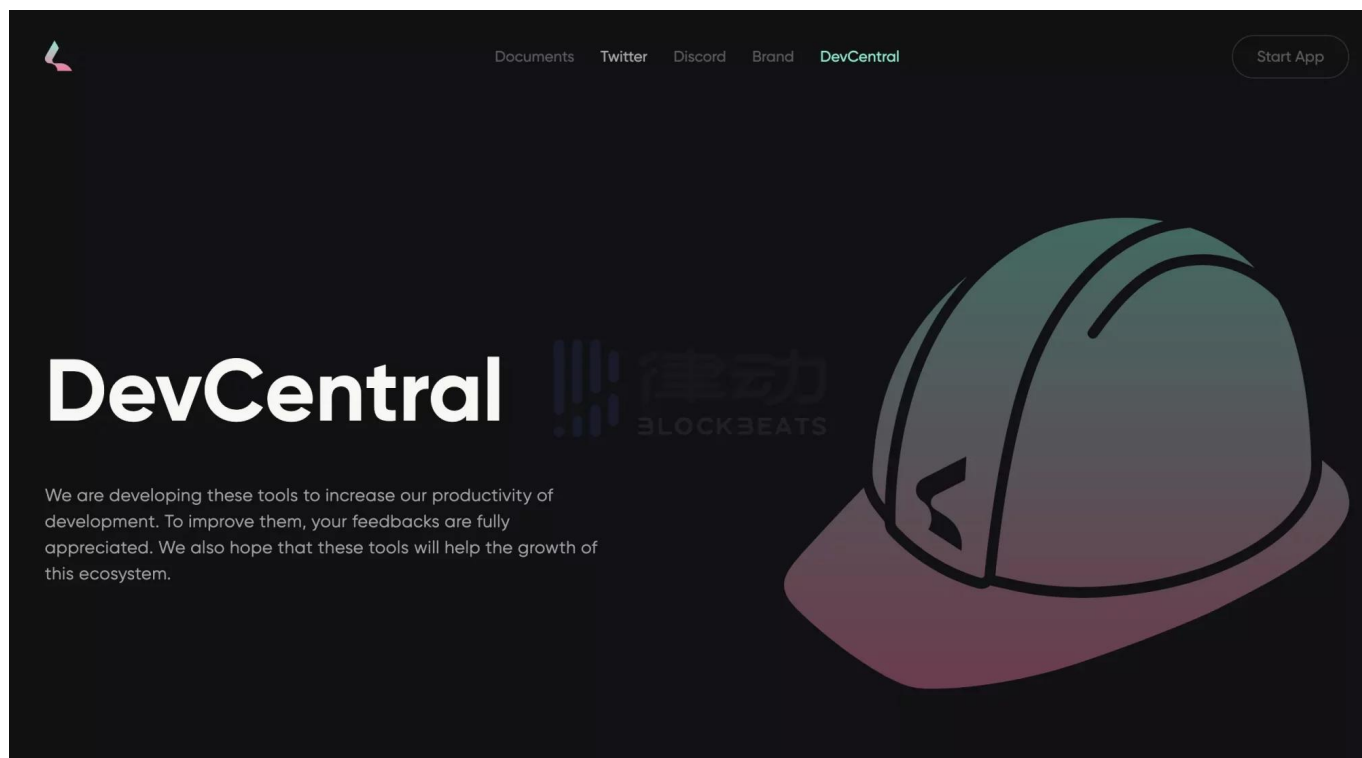 Documents Twitter Discord Brand DevCentral Start App
DevCentral
律动
BLOCKBEATS
We are developing these tools to increase our productivity of
development. To improve them, your feedbacks are fully
appreciated. We also hope that these tools will help the growth of
this ecosystem.